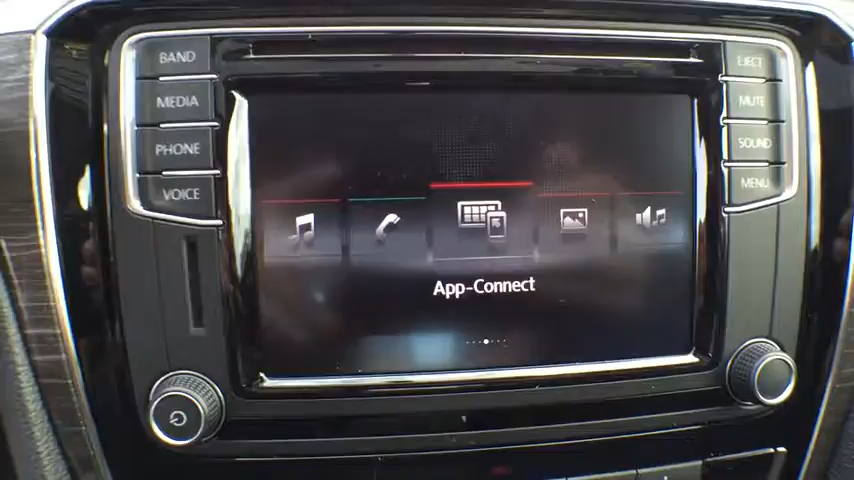 BAND
MEDIA
PHONE
VOICE
EJECT
MUTE
SOUND
MENU
App-Connect